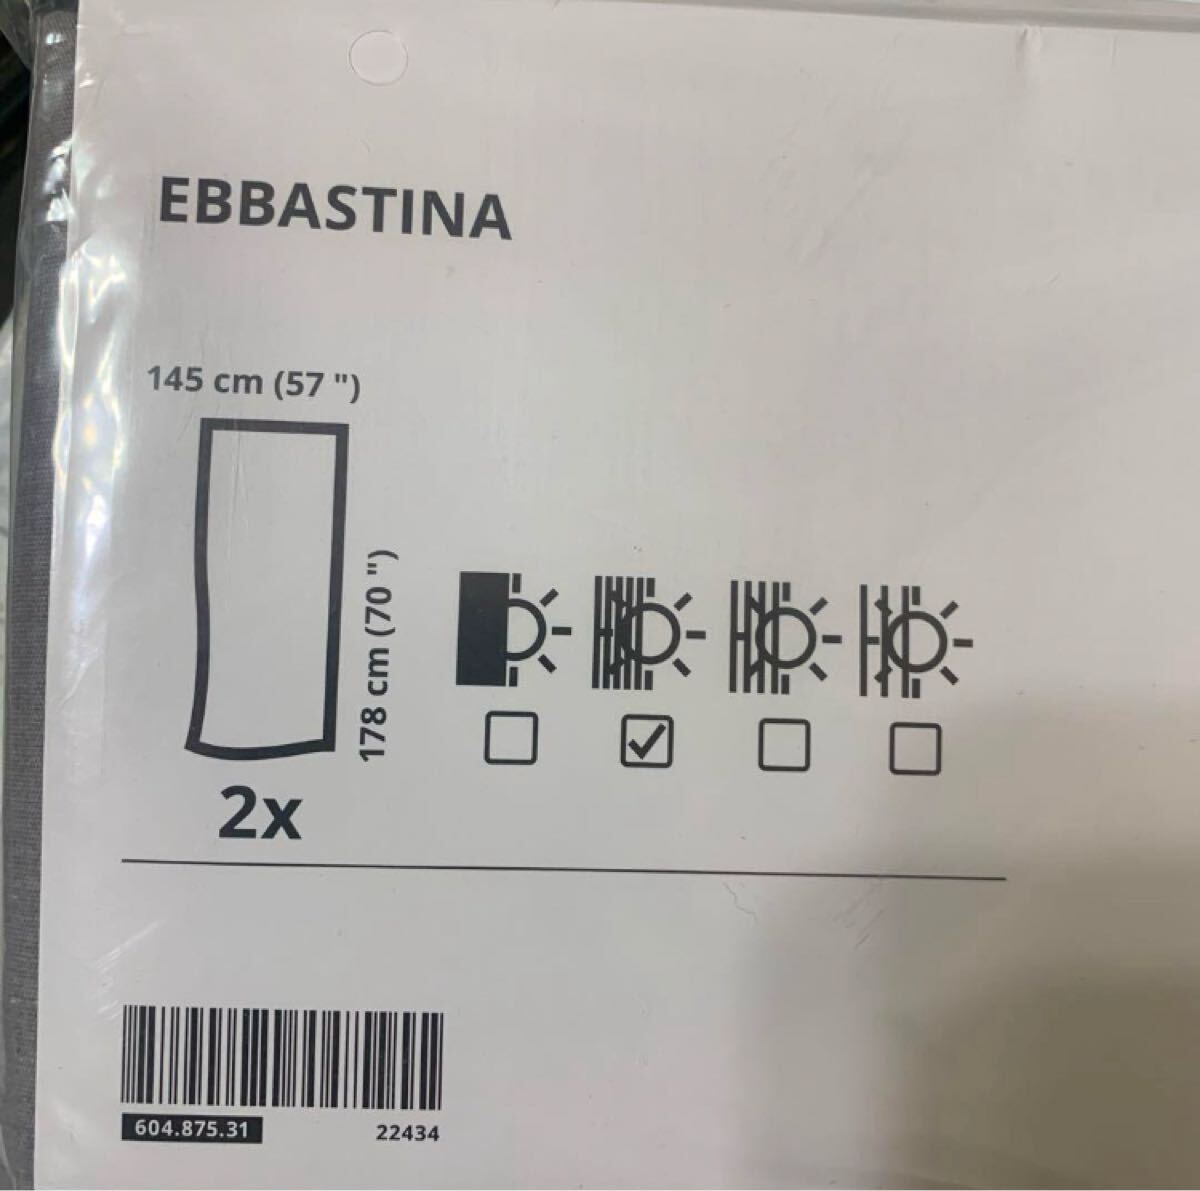 EBBASTINA
145 cm (57 ")
178 cm (70 ")
2x
604.875.31
22434